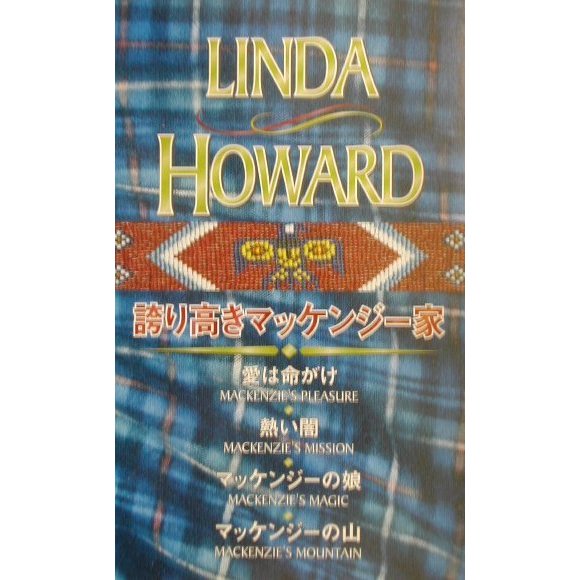 LINDA
HOWARD
誇り高きマッケンジー家
愛は命がけ
MACKENZIE'S PLEASURE
熱い闇
MACKENZIE'S MISSION
マッケンジーの娘
MACKENZIE'S MAGIC
マッケンジーの山
MACKENZIE'S MOUNTAIN